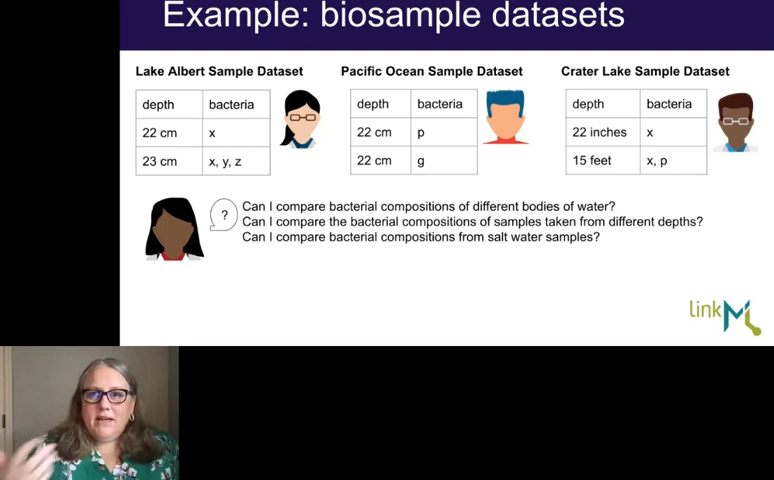 Example: biosample datasets
Lake Albert Sample Dataset
depth bacteria
22 cm x
23 cm x, y, z
Pacific Ocean Sample Dataset
depth bacteria
22 cm p
22 cm g
Crater Lake Sample Dataset
depth bacteria
22 inches x
15 feet x, p
?
Can I compare bacterial compositions of different bodies of water?
Can I compare the bacterial compositions of samples taken from different depths?
Can I compare bacterial compositions from salt water samples?
linkML